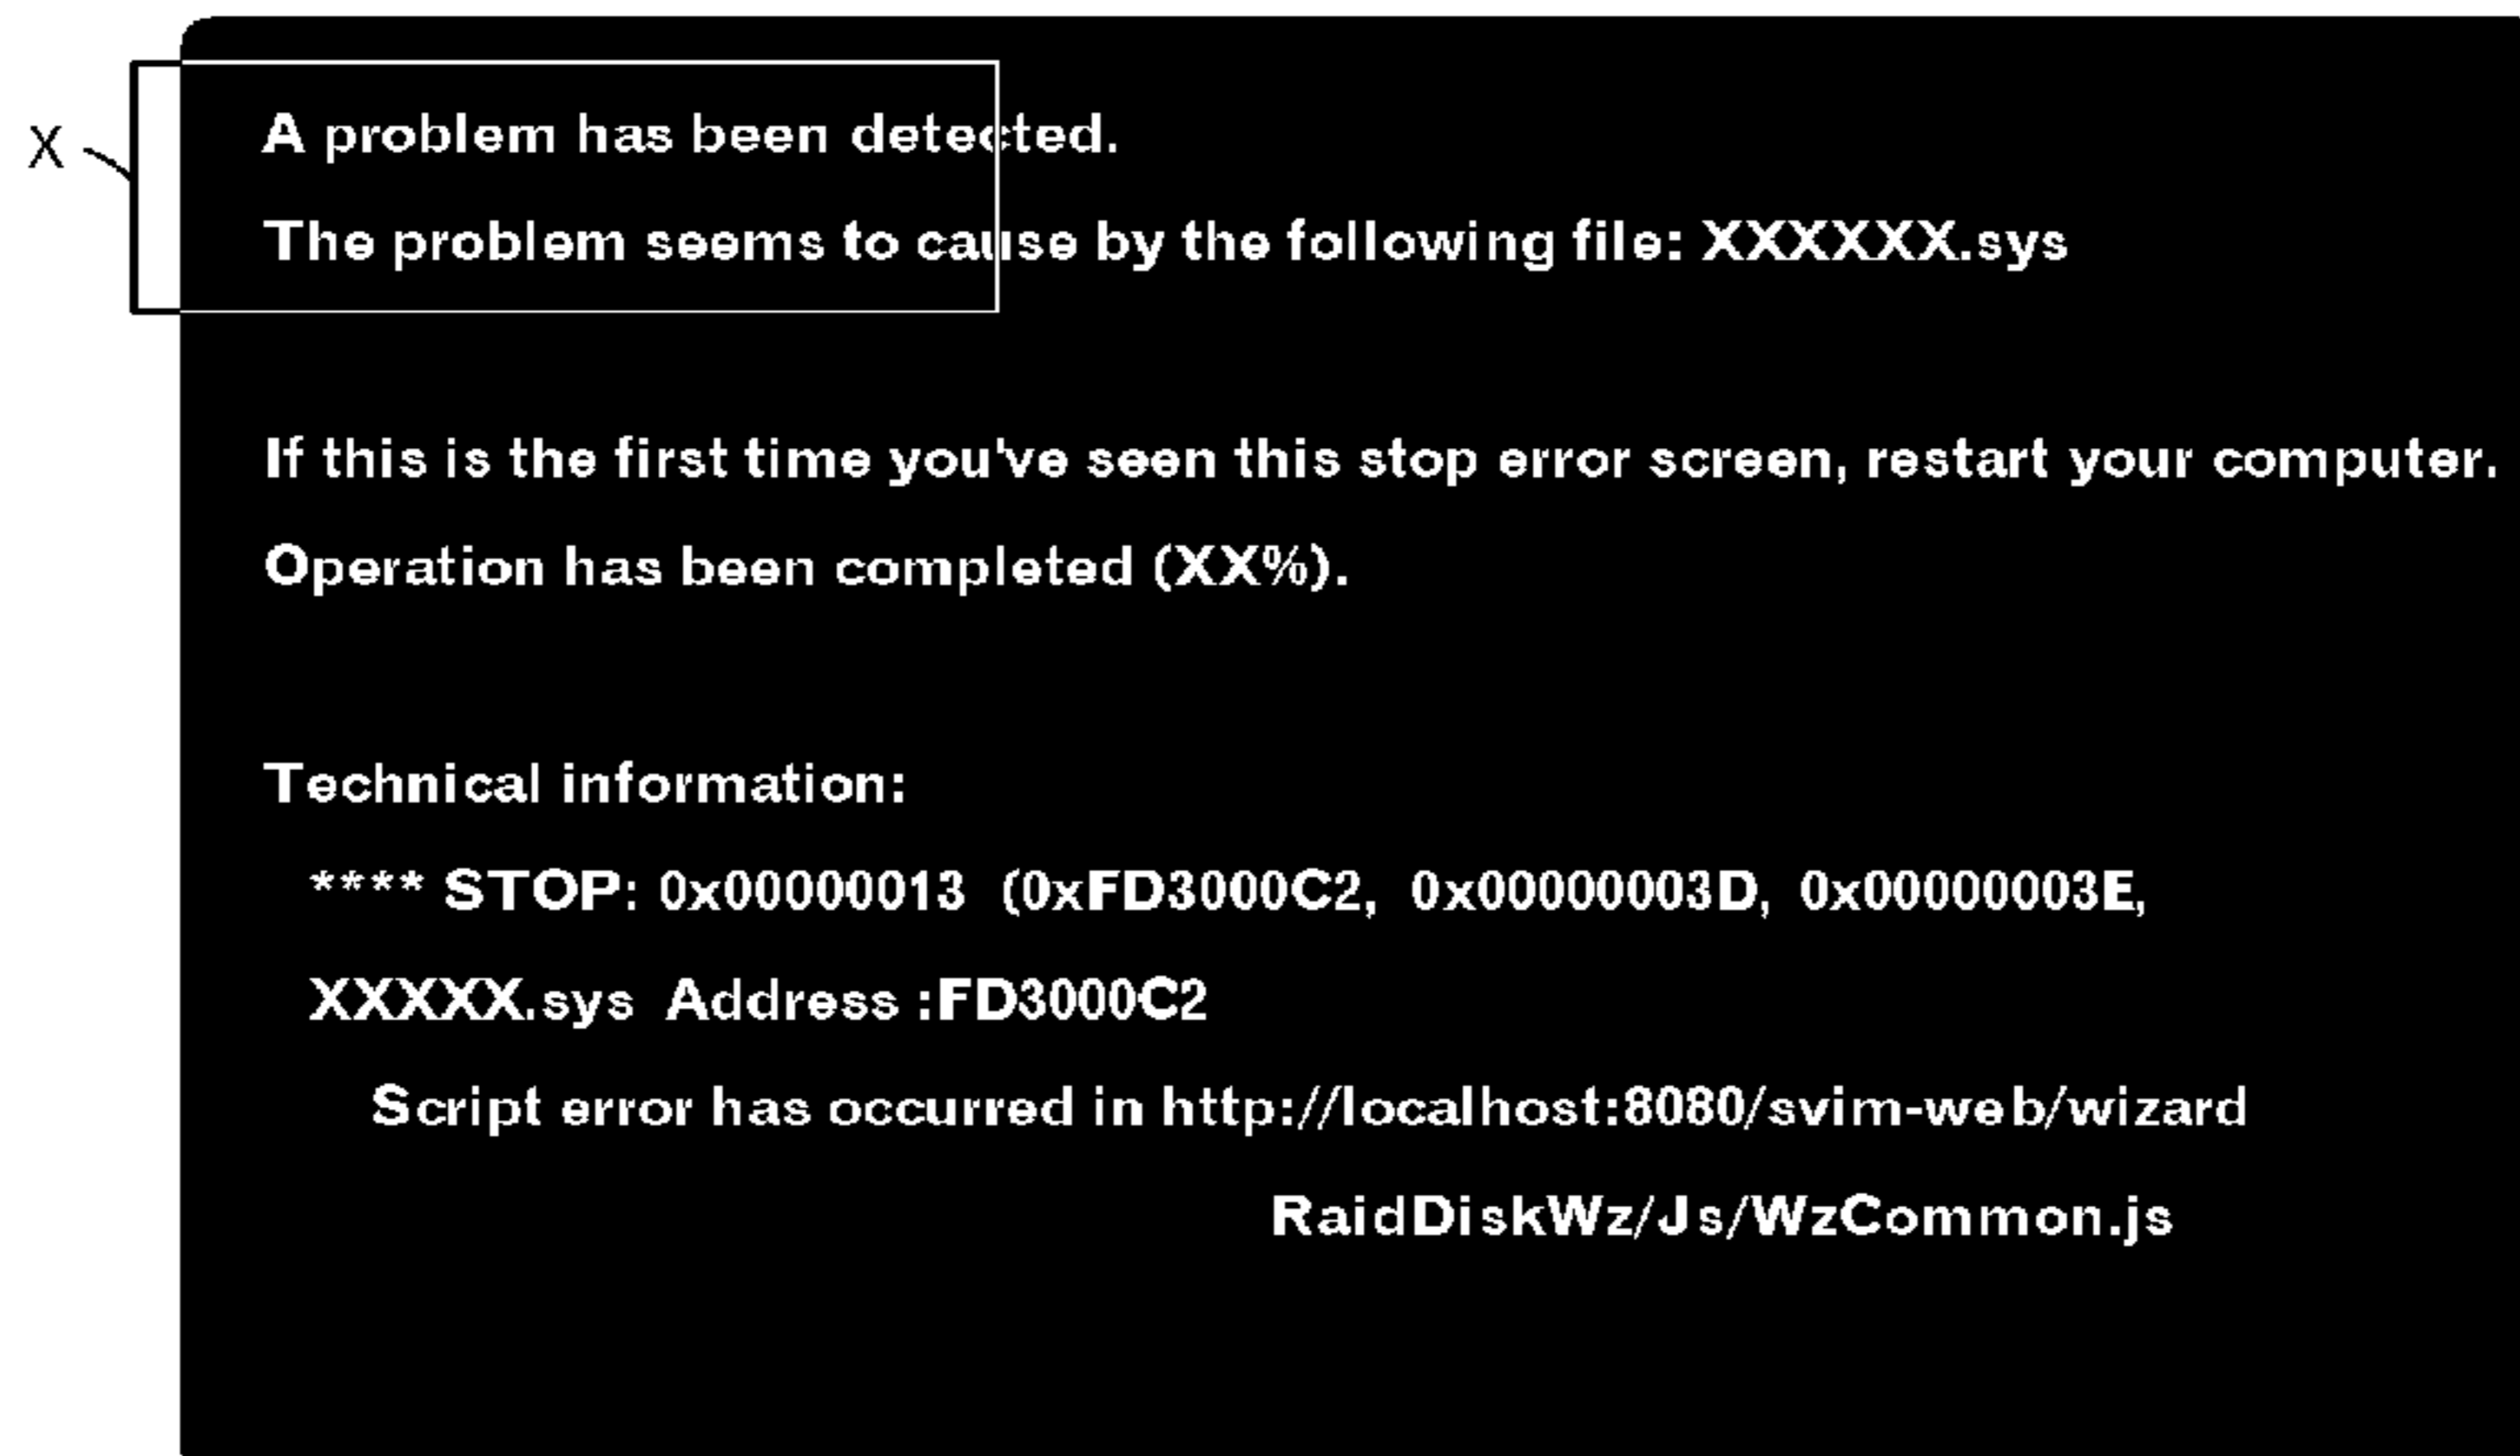 X
A problem has been detected.
The problem seems to cause by the following file: XXXXXX.sys
If this is the first time you've seen this stop error screen, restart your computer.
Operation has been completed (XX%).
Technical information:
**** STOP: 0x00000013 (0xFD3000C2, 0x00000003D, 0x00000003E,
XXXXX.sys Address :FD3000C2
Script error has occurred in http://localhost:8080/svim-web/wizard
RaidDiskWz/Js/WzCommon.js